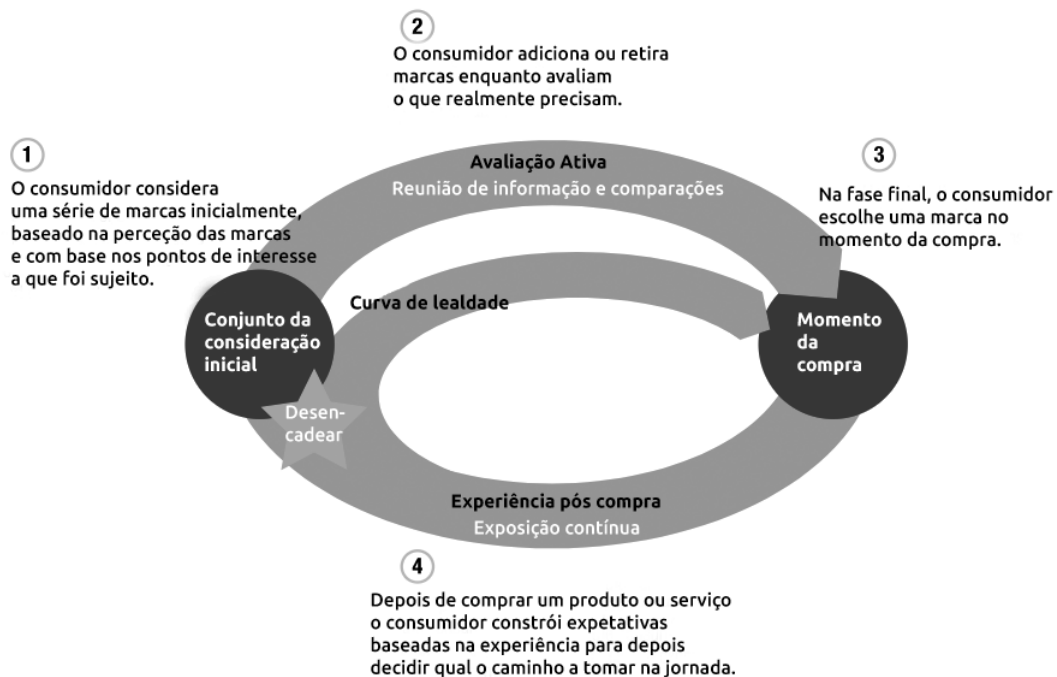 1
O consumidor considera
uma série de marcas inicialmente,
baseado na perceção das marcas
e com base nos pontos de interesse
a que foi sujeito.
2
O consumidor adiciona ou retira
marcas enquanto avaliam
o que realmente precisam.
3
Na fase final, o consumidor
escolhe uma marca no
momento da compra.
Avaliação Ativa
Reunião de informação e comparações
Curva de lealdade
Conjunto da
consideração
inicial
Momento
da
compra
Desen-
cadear
Experiência pós compra
Exposição contínua
4
Depois de comprar um produto ou serviço
o consumidor constrói expetativas
baseadas na experiência para depois
decidir qual o caminho a tomar na jornada.